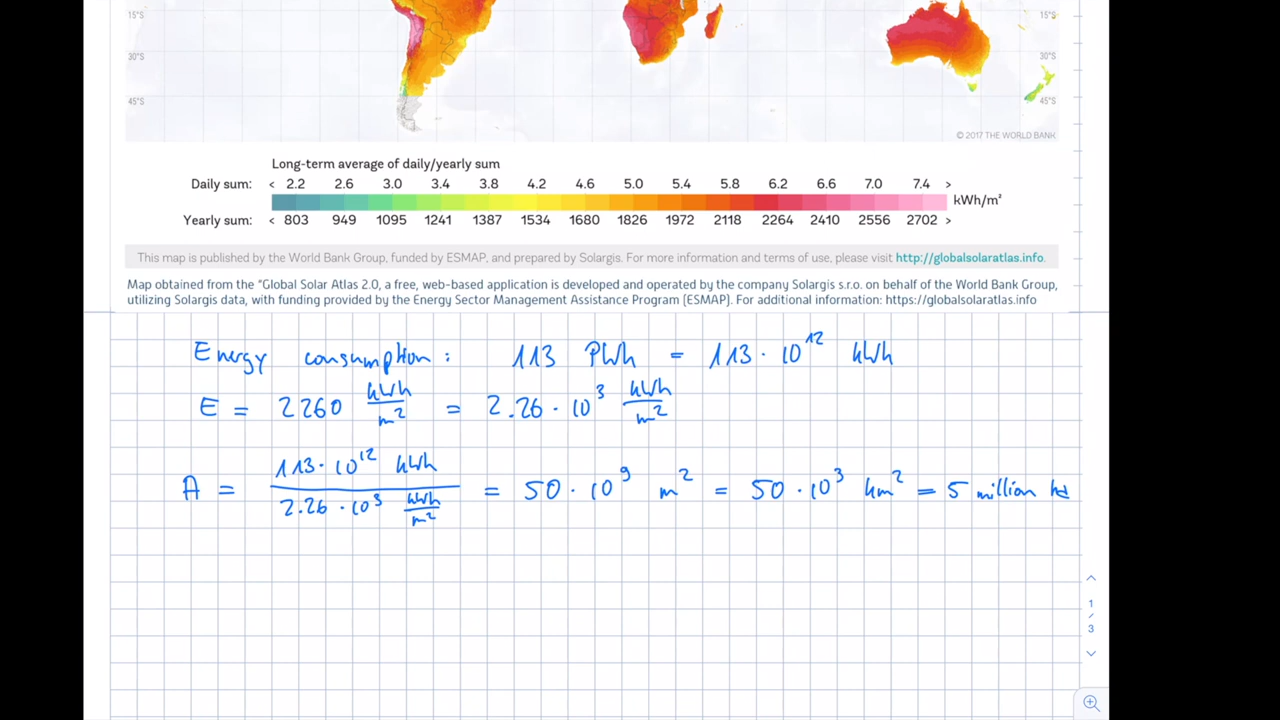 15°S 15°S
30°S 30°S
45°S 45°S
© 2017 THE WORLD BANK
Long-term average of daily/yearly sum
Daily sum: < 2.2 2.6 3.0 3.4 3.8 4.2 4.6 5.0 5.4 5.8 6.2 6.6 7.0 7.4 >
kWh/m²
Yearly sum: < 803 949 1095 1241 1387 1534 1680 1826 1972 2118 2264 2410 2556 2702 >
This map is published by the World Bank Group, funded by ESMAP, and prepared by Solargis. For more information and terms of use, please visit http://globalsolaratlas.info.
Map obtained from the "Global Solar Atlas 2.0, a free, web-based application is developed and operated by the company Solargis s.r.o. on behalf of the World Bank Group,
utilizing Solargis data, with funding provided by the Energy Sector Management Assistance Program (ESMAP). For additional information: https://globalsolaratlas.info
Energy consumption: 113 PWh = 113 · 10¹² kWh
E = 2260 kWh/m² = 2.26 · 10³ kWh/m²
A = 113 · 10¹² kWh / 2.26 · 10³ kWh/m² = 50 · 10⁹ m² = 50 · 10³ km² = 5 million ha
1
/
3